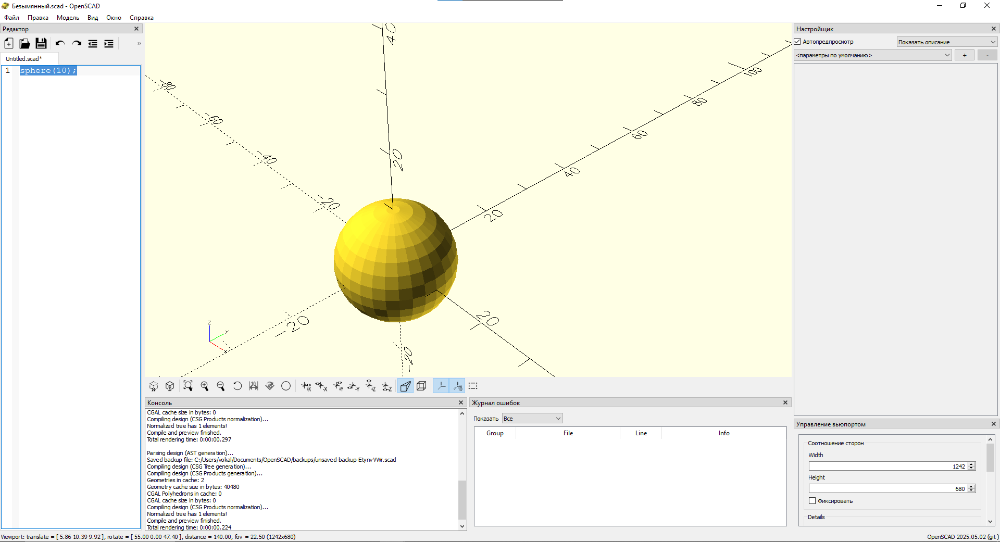 Безымянный.scad - OpenSCAD
Файл Правка Модель Вид Окно Справка
Редактор
Untitled.scad*
1 sphere(10);
40
20
-20
-80
-60
-40
-20
20
40
60
80
100
-20
20
z
y
x
10
+X
-X
+Y
-Y
+Z
-Z
10
Консоль
CGAL cache size in bytes: 0
Compiling design (CSG Products normalization)...
Normalized tree has 1 elements!
Compile and preview finished.
Total rendering time: 0:00:00.297
Parsing design (AST generation)...
Saved backup file: C:/Users/vokal/Documents/OpenSCAD/backups/unsaved-backup-EtynvVWr.scad
Compiling design (CSG Tree generation)...
Compiling design (CSG Products generation)...
Geometries in cache: 2
Geometry cache size in bytes: 40480
CGAL Polyhedrons in cache: 0
CGAL cache size in bytes: 0
Compiling design (CSG Products normalization)...
Normalized tree has 1 elements!
Compile and preview finished.
Total rendering time: 0:00:00.224
Журнал ошибок
Показать Все
Group File Line Info
Настройщик
Автопредпросмотр Показать описание
<параметры по умолчанию> + -
Управление вьюпортом
Соотношение сторон
Width
1242
Height
680
Фиксировать
Details
Viewport: translate = [ 5.86 10.39 9.92 ], rotate = [ 55.00 0.00 47.40 ], distance = 140.00, fov = 22.50 (1242x680)
OpenSCAD 2025.05.02 (git )